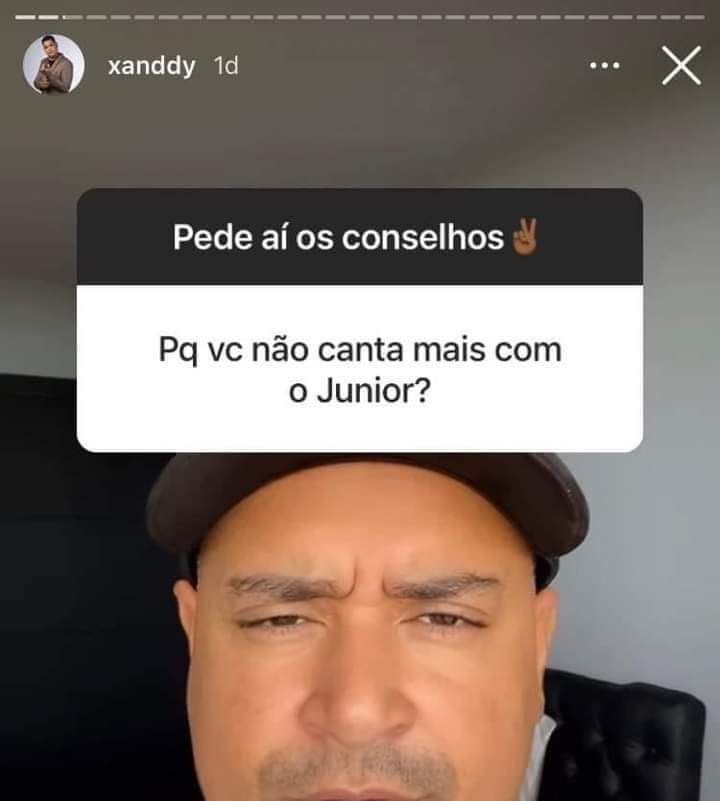 xanddy 1d
Pede aí os conselhos✌🏾
Pq vc não canta mais com
o Junior?